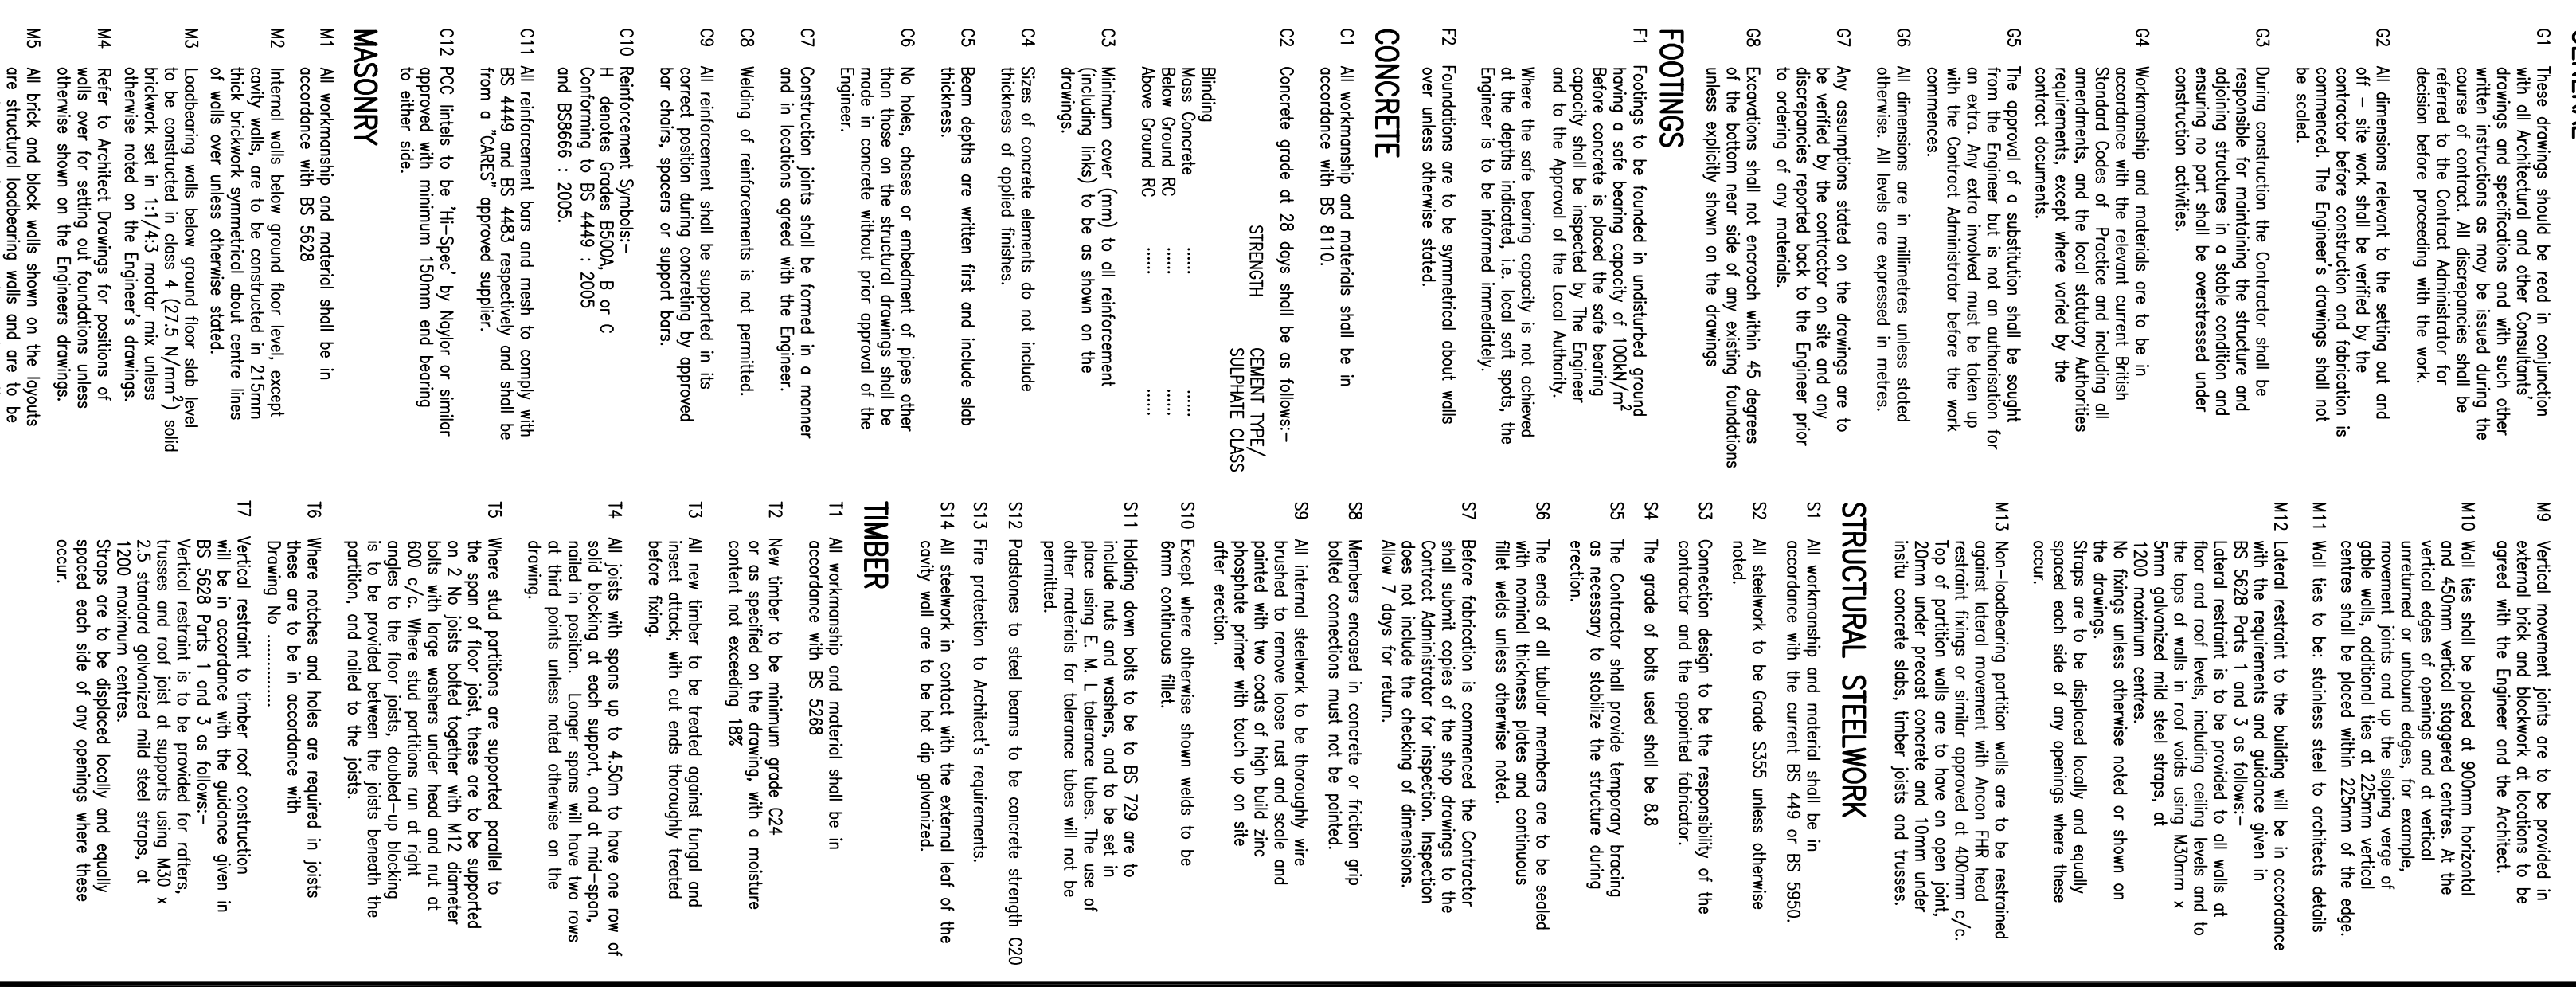 GENERAL
G1 These drawings should be read in conjunction
with all Architectural and other Consultants'
drawings and specifications and with such other
written instructions as may be issued during the
course of contract. All discrepancies shall be
referred to the Contract Administrator for
decision before proceeding with the work.
G2 All dimensions relevant to the setting out and
off – site work shall be verified by the
contractor before construction and fabrication is
commenced. The Engineer's drawings shall not
be scaled.
G3 During construction the Contractor shall be
responsible for maintaining the structure and
adjoining structures in a stable condition and
ensuring no part shall be overstressed under
construction activities.
G4 Workmanship and materials are to be in
accordance with the relevant current British
Standard Codes of Practice and including all
amendments, and the local statutory Authorities
requirements, except where varied by the
contract documents.
G5 The approval of a substitution shall be sought
from the Engineer but is not an authorisation for
an extra. Any extra involved must be taken up
with the Contract Administrator before the work
commences.
G6 All dimensions are in millimetres unless stated
otherwise. All levels are expressed in metres.
G7 Any assumptions stated on the drawings are to
be verified by the contractor on site and any
discrepancies reported back to the Engineer prior
to ordering of any materials.
G8 Excavations shall not encroach within 45 degrees
of the bottom near side of any existing foundations
unless explicitly shown on the drawings
FOOTINGS
F1 Footings to be founded in undisturbed ground
having a safe bearing capacity of 100kN/m²
Before concrete is placed the safe bearing
capacity shall be inspected by The Engineer
and to the Approval of the Local Authority.
Where the safe bearing capacity is not achieved
at the depths indicated, i.e. local soft spots, the
Engineer is to be informed immediately.
F2 Foundations are to be symmetrical about walls
over unless otherwise stated.
CONCRETE
C1 All workmanship and materials shall be in
accordance with BS 8110.
C2 Concrete grade at 28 days shall be as follows:–
STRENGTH CEMENT TYPE/
SULPHATE CLASS
Blinding
Mass Concrete ...... ......
Below Ground RC ...... ......
Above Ground RC ...... ......
C3 Minimum cover (mm) to all reinforcement
(including links) to be as shown on the
drawings.
C4 Sizes of concrete elements do not include
thickness of applied finishes.
C5 Beam depths are written first and include slab
thickness.
C6 No holes, chases or embedment of pipes other
than those on the structural drawings shall be
made in concrete without prior approval of the
Engineer.
C7 Construction joints shall be formed in a manner
and in locations agreed with the Engineer.
C8 Welding of reinforcements is not permitted.
C9 All reinforcement shall be supported in its
correct position during concreting by approved
bar chairs, spacers or support bars.
C10 Reinforcement Symbols:–
H denotes Grades B500A, B or C
Conforming to BS 4449 : 2005
and BS8666 : 2005.
C11 All reinforcement bars and mesh to comply with
BS 4449 and BS 4483 respectively and shall be
from a "CARES" approved supplier.
C12 PCC lintels to be 'Hi–Spec' by Naylor or similar
approved with minimum 150mm end bearing
to either side.
MASONRY
M1 All workmanship and material shall be in
accordance with BS 5628
M2 Internal walls below ground floor level, except
cavity walls, are to be constructed in 215mm
thick brickwork symmetrical about centre lines
of walls over unless otherwise stated.
M3 Loadbearing walls below ground floor slab level
to be constructed in class 4 (27.5 N/mm²) solid
brickwork set in 1:1/4:3 mortar mix unless
otherwise noted on the Engineer's drawings.
M4 Refer to Architect Drawings for positions of
walls over for setting out foundations unless
otherwise shown on the Engineers drawings.
M5 All brick and block walls shown on the layouts
are structural loadbearing walls and are to be
M9 Vertical movement joints are to be provided in
external brick and blockwork at locations to be
agreed with the Engineer and the Architect.
M10 Wall ties shall be placed at 900mm horizontal
and 450mm vertical staggered centres. At the
vertical edges of openings and at vertical
unreturned or unbound edges, for example,
movement joints and up the sloping verge of
gable walls, additional ties at 225mm vertical
centres shall be placed within 225mm of the edge.
M11 Wall ties to be: stainless steel to architects details
M12 Lateral restraint to the building will be in accordance
with the requirements and guidance given in
BS 5628 Parts 1 and 3 as follows:–
Lateral restraint is to be provided to all walls at
floor and roof levels, including ceiling levels and to
the tops of walls in roof voids using M30mm x
5mm galvanized mild steel straps, at
1200 maximum centres.
No fixings unless otherwise noted or shown on
the drawings.
Straps are to be displaced locally and equally
spaced each side of any openings where these
occur.
M13 Non–loadbearing partition walls are to be restrained
against lateral movement with Ancon FHR head
restraint fixings or similar approved at 400mm c/c.
Top of partition walls are to have an open joint,
20mm under precast concrete and 10mm under
insitu concrete slabs, timber joists and trusses.
STRUCTURAL STEELWORK
S1 All workmanship and material shall be in
accordance with the current BS 449 or BS 5950.
S2 All steelwork to be Grade S355 unless otherwise
noted.
S3 Connection design to be the responsibility of the
contractor and the appointed fabricator.
S4 The grade of bolts used shall be 8.8
S5 The Contractor shall provide temporary bracing
as necessary to stabilize the structure during
erection.
S6 The ends of all tubular members are to be sealed
with nominal thickness plates and continuous
fillet welds unless otherwise noted.
S7 Before fabrication is commenced the Contractor
shall submit copies of the shop drawings to the
Contract Administrator for inspection. Inspection
does not include the checking of dimensions.
Allow 7 days for return.
S8 Members encased in concrete or friction grip
bolted connections must not be painted.
S9 All internal steelwork to be thoroughly wire
brushed to remove loose rust and scale and
painted with two coats of high build zinc
phosphate primer with touch up on site
after erection.
S10 Except where otherwise shown welds to be
6mm continuous fillet.
S11 Holding down bolts to be to BS 729 are to
include nuts and washers, and to be set in
place using E. M. L tolerance tubes. The use of
other materials for tolerance tubes will not be
permitted.
S12 Padstones to steel beams to be concrete strength C20
S13 Fire protection to Architect's requirements.
S14 All steelwork in contact with the external leaf of the
cavity wall are to be hot dip galvanized.
TIMBER
T1 All workmanship and material shall be in
accordance with BS 5268
T2 New timber to be minimum grade C24
or as specified on the drawing, with a moisture
content not exceeding 18%
T3 All new timber to be treated against fungal and
insect attack; with cut ends thoroughly treated
before fixing.
T4 All joists with spans up to 4.50m to have one row of
solid blocking at each support, and at mid–span,
nailed in position. Longer spans will have two rows
at third points unless noted otherwise on the
drawing.
T5 Where stud partitions are supported parallel to
the span of floor joist, these are to be supported
on 2 No joists bolted together with M12 diameter
bolts with large washers under head and nut at
600 c/c. Where stud partitions run at right
angles to the floor joists, doubled–up blocking
is to be provided between the joists beneath the
partition, and nailed to the joists.
T6 Where notches and holes are required in joists
these are to be in accordance with
Drawing No ...............
T7 Vertical restraint to timber roof construction
will be in accordance with the guidance given in
BS 5628 Parts 1 and 3 as follows:–
Vertical restraint is to be provided for rafters,
trusses and roof joist at supports using M30 x
2.5 standard galvanized mild steel straps, at
1200 maximum centres.
Straps are to be displaced locally and equally
spaced each side of any openings where these
occur.